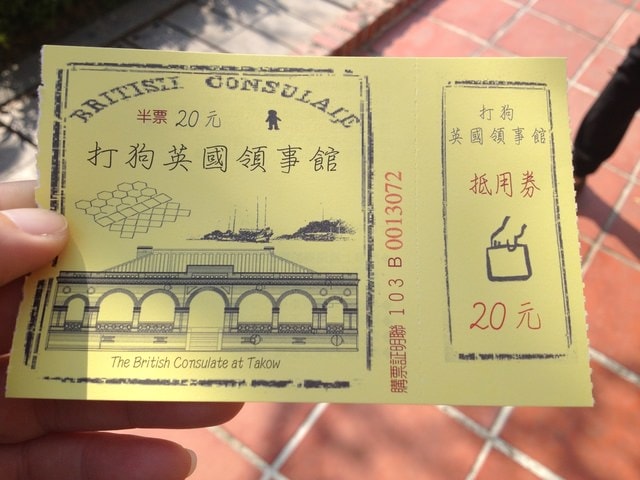 BRITISH CONSULATE
半票 20元
打狗英國領事館
The British Consulate at Takow
購票証明聯 103 B 0013072
打狗
英國領事館
抵用券
20元